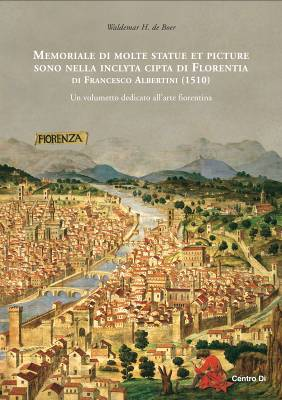 Waldemar H. de Boer
MEMORIALE DI MOLTE STATUE ET PICTURE
SONO NELLA INCLYTA CIPTA DI FLORENTIA
DI FRANCESCO ALBERTINI (1510)
Un volumetto dedicato all'arte fiorentina
FIORENZA
Centro Di